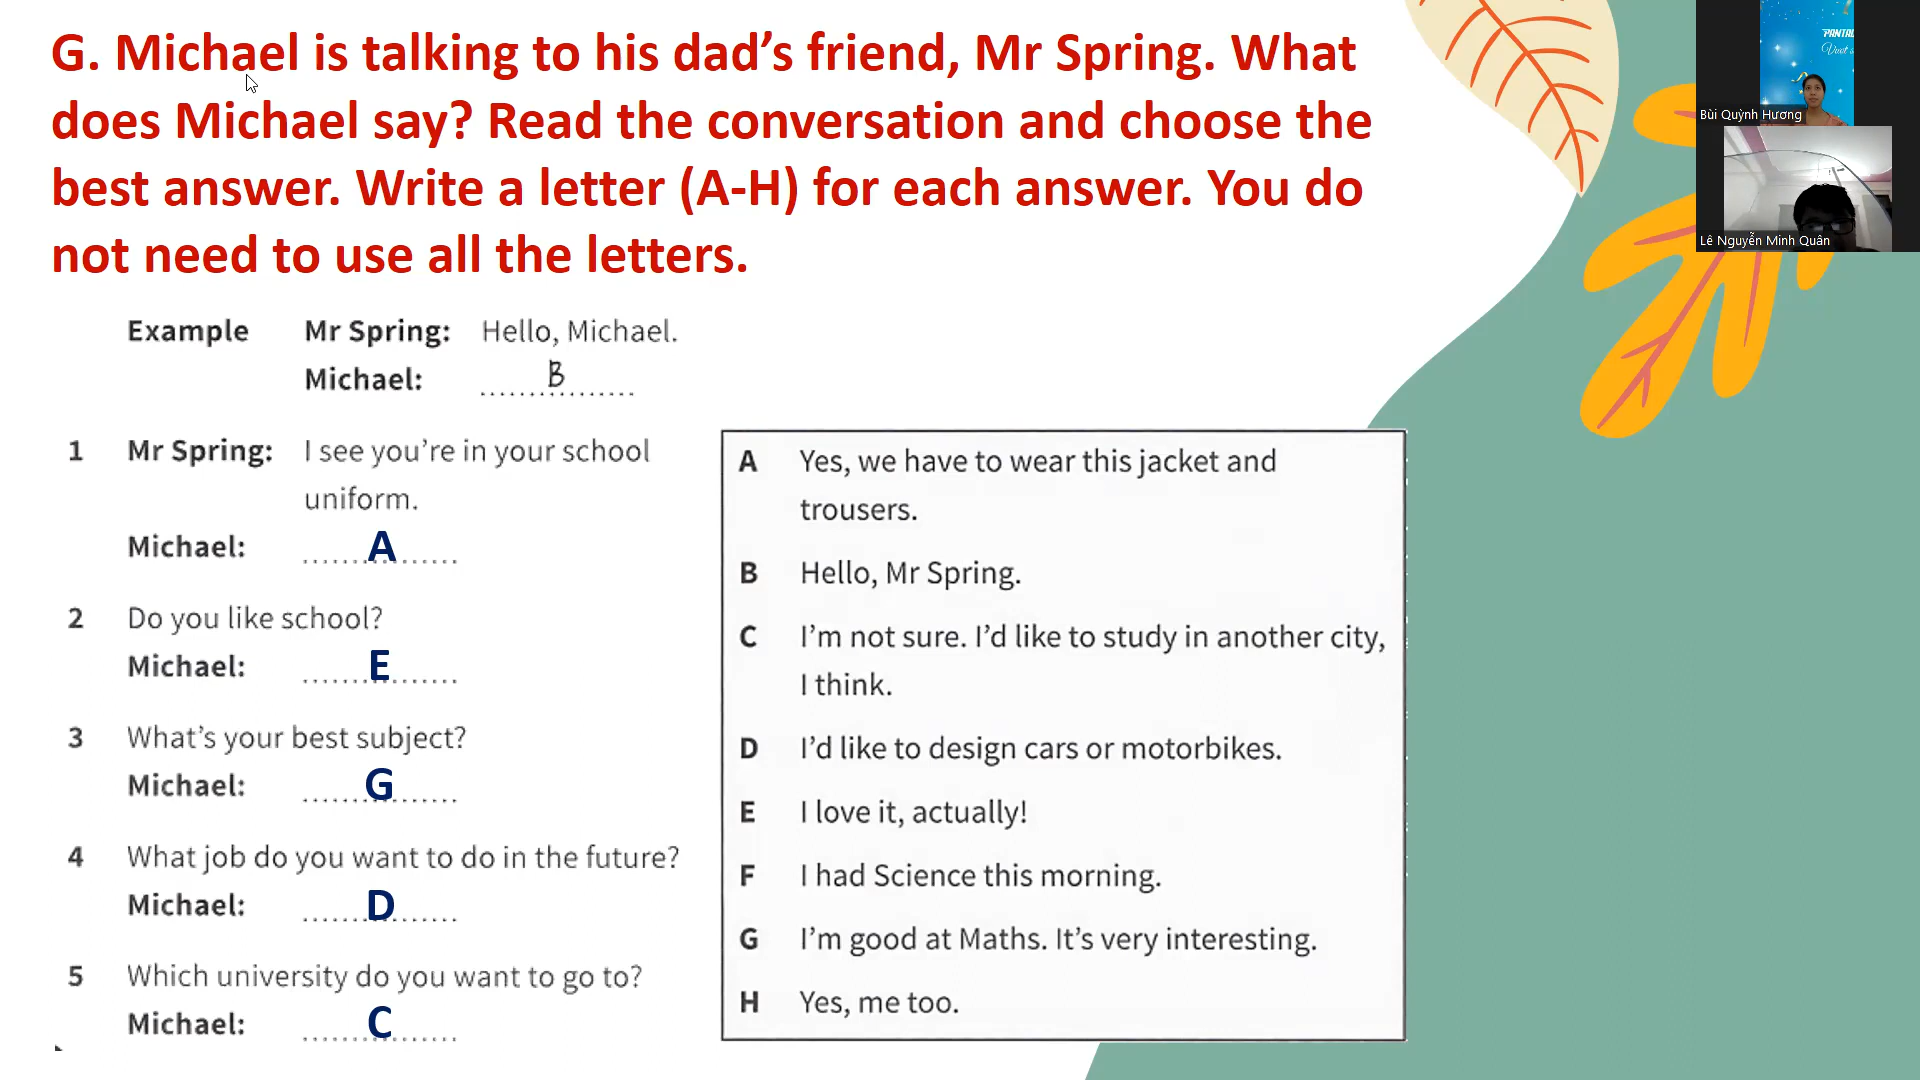 G. Michael is talking to his dad’s friend, Mr Spring. What
does Michael say? Read the conversation and choose the
best answer. Write a letter (A-H) for each answer. You do
not need to use all the letters.
Example Mr Spring: Hello, Michael.
Michael: B
1 Mr Spring: I see you’re in your school
uniform.
Michael: A
2 Do you like school?
Michael: E
3 What’s your best subject?
Michael: G
4 What job do you want to do in the future?
Michael: D
5 Which university do you want to go to?
Michael: C
A Yes, we have to wear this jacket and
trousers.
B Hello, Mr Spring.
C I’m not sure. I’d like to study in another city,
I think.
D I’d like to design cars or motorbikes.
E I love it, actually!
F I had Science this morning.
G I’m good at Maths. It’s very interesting.
H Yes, me too.
Bùi Quỳnh Hương
Lê Nguyễn Minh Quân